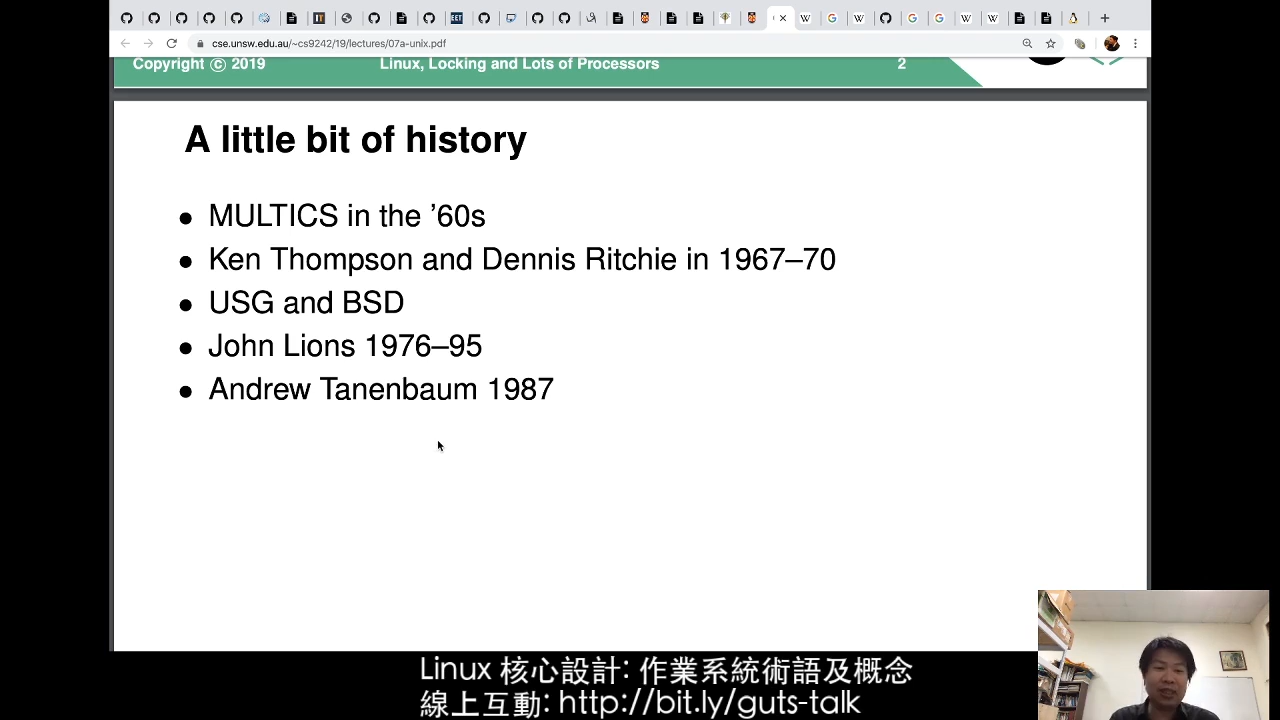 cse.unsw.edu.au/~cs9242/19/lectures/07a-unix.pdf
Copyright © 2019 Linux, Locking and Lots of Processors 2
A little bit of history
• MULTICS in the ’60s
• Ken Thompson and Dennis Ritchie in 1967–70
• USG and BSD
• John Lions 1976–95
• Andrew Tanenbaum 1987
Linux 核心設計: 作業系統術語及概念
線上互動: http://bit.ly/guts-talk